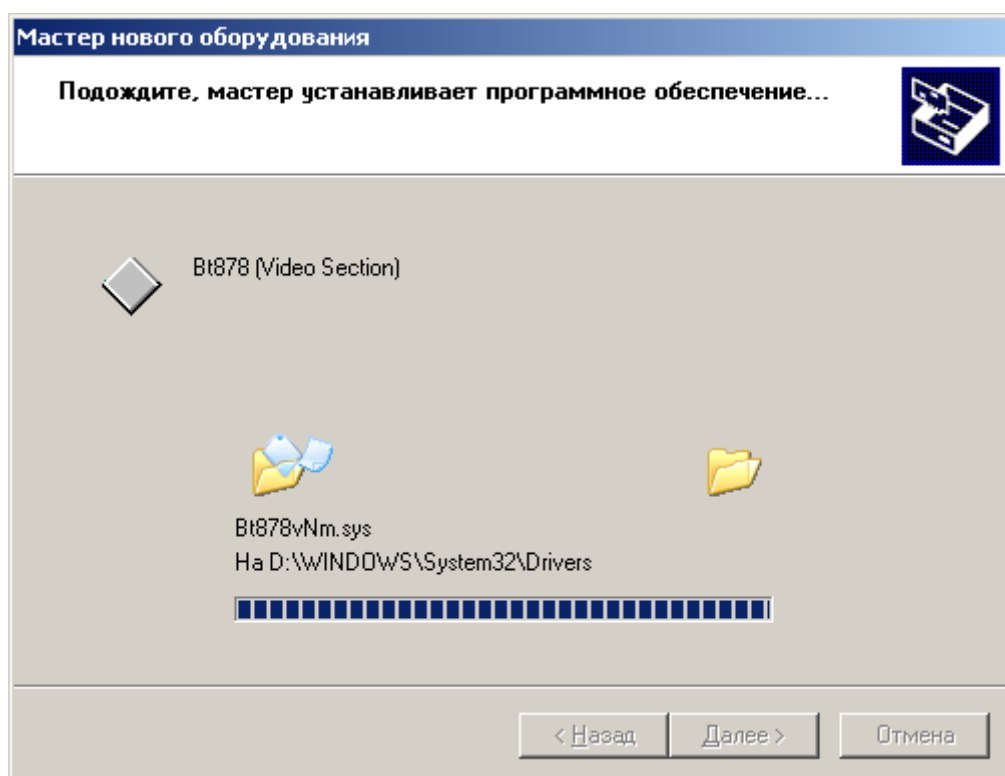 Мастер нового оборудования
Подождите, мастер устанавливает программное обеспечение...
Bt878 (Video Section)
Bt878vNm.sys
На D:\WINDOWS\System32\Drivers
< Назад
Далее >
Отмена